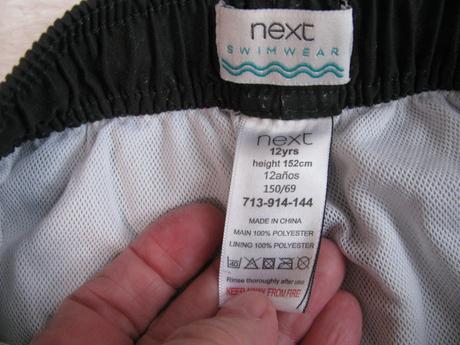 next
SWIMWEAR
next
12yrs
height 152cm
12años
150/69
713-914-144
MADE IN CHINA
MAIN 100% POLYESTER
LINING 100% POLYESTER
40
Rinse thoroughly after use
KEEP AWAY FROM FIRE